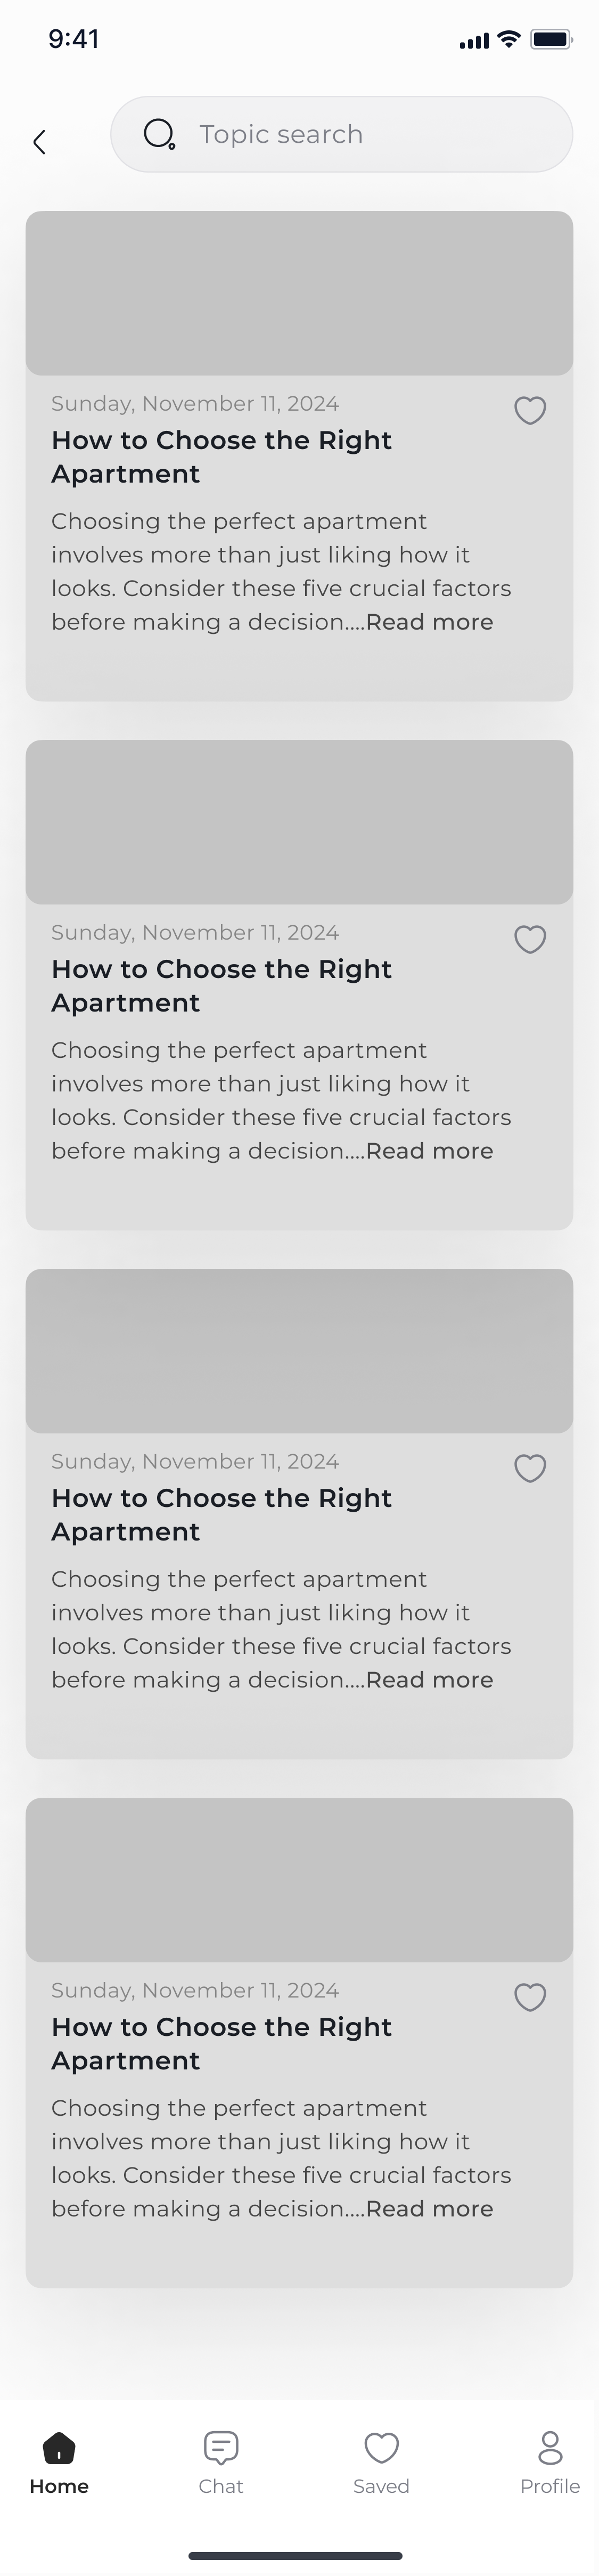 9:41
Topic search
Sunday, November 11, 2024
How to Choose the Right
Apartment
Choosing the perfect apartment
involves more than just liking how it
looks. Consider these five crucial factors
before making a decision....Read more
Sunday, November 11, 2024
How to Choose the Right
Apartment
Choosing the perfect apartment
involves more than just liking how it
looks. Consider these five crucial factors
before making a decision....Read more
Sunday, November 11, 2024
How to Choose the Right
Apartment
Choosing the perfect apartment
involves more than just liking how it
looks. Consider these five crucial factors
before making a decision....Read more
Sunday, November 11, 2024
How to Choose the Right
Apartment
Choosing the perfect apartment
involves more than just liking how it
looks. Consider these five crucial factors
before making a decision....Read more
Home Chat Saved Profile